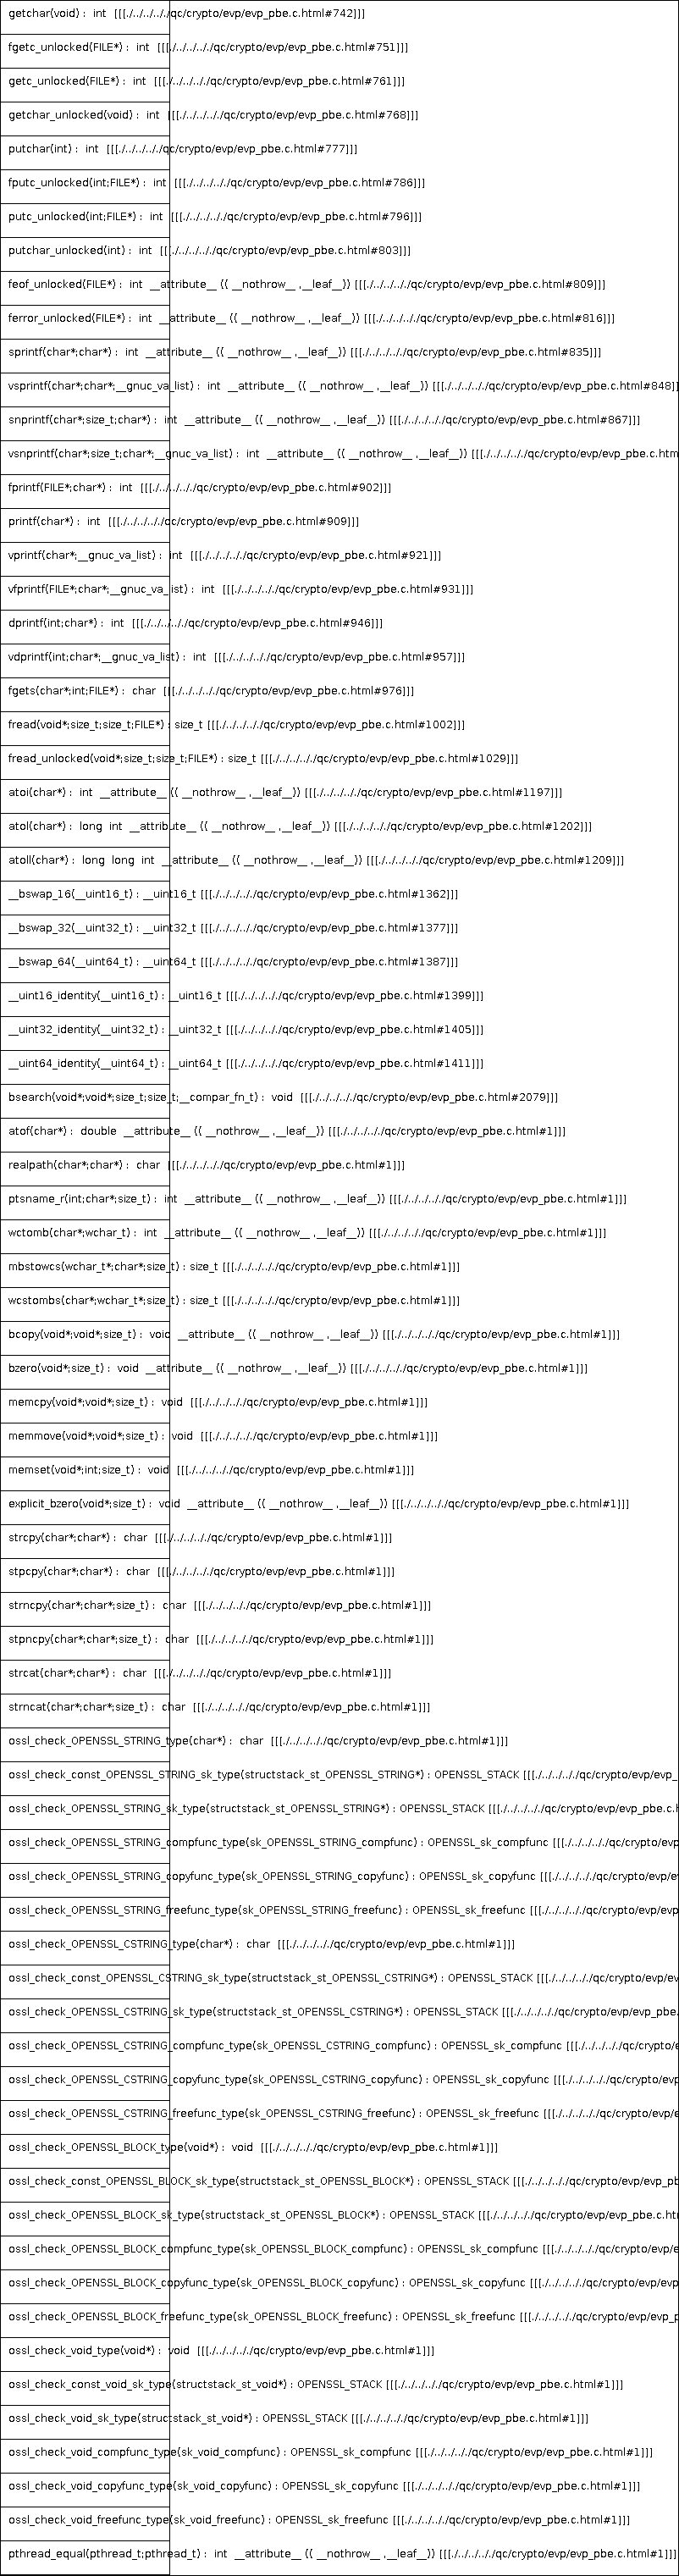 getchar(void) :  int  [[[./../../.././qc/crypto/evp/evp_pbe.c.html#742]]]
fgetc_unlocked(FILE*) :  int  [[[./../../.././qc/crypto/evp/evp_pbe.c.html#751]]]
getc_unlocked(FILE*) :  int  [[[./../../.././qc/crypto/evp/evp_pbe.c.html#761]]]
getchar_unlocked(void) :  int  [[[./../../.././qc/crypto/evp/evp_pbe.c.html#768]]]
putchar(int) :  int  [[[./../../.././qc/crypto/evp/evp_pbe.c.html#777]]]
fputc_unlocked(int;FILE*) :  int  [[[./../../.././qc/crypto/evp/evp_pbe.c.html#786]]]
putc_unlocked(int;FILE*) :  int  [[[./../../.././qc/crypto/evp/evp_pbe.c.html#796]]]
putchar_unlocked(int) :  int  [[[./../../.././qc/crypto/evp/evp_pbe.c.html#803]]]
feof_unlocked(FILE*) :  int  __attribute__ (( __nothrow__ ,__leaf__)) [[[./../../.././qc/crypto/evp/evp_pbe.c.html#809]]]
ferror_unlocked(FILE*) :  int  __attribute__ (( __nothrow__ ,__leaf__)) [[[./../../.././qc/crypto/evp/evp_pbe.c.html#816]]]
sprintf(char*;char*) :  int  __attribute__ (( __nothrow__ ,__leaf__)) [[[./../../.././qc/crypto/evp/evp_pbe.c.html#835]]]
vsprintf(char*;char*;__gnuc_va_list) :  int  __attribute__ (( __nothrow__ ,__leaf__)) [[[./../../.././qc/crypto/evp/evp_pbe.c.html#848]]]
snprintf(char*;size_t;char*) :  int  __attribute__ (( __nothrow__ ,__leaf__)) [[[./../../.././qc/crypto/evp/evp_pbe.c.html#867]]]
vsnprintf(char*;size_t;char*;__gnuc_va_list) :  int  __attribute__ (( __nothrow__ ,__leaf__)) [[[./../../.././qc/crypto/evp/evp_pbe.c.htm
fprintf(FILE*;char*) :  int  [[[./../../.././qc/crypto/evp/evp_pbe.c.html#902]]]
printf(char*) :  int  [[[./../../.././qc/crypto/evp/evp_pbe.c.html#909]]]
vprintf(char*;__gnuc_va_list) :  int  [[[./../../.././qc/crypto/evp/evp_pbe.c.html#921]]]
vfprintf(FILE*;char*;__gnuc_va_list) :  int  [[[./../../.././qc/crypto/evp/evp_pbe.c.html#931]]]
dprintf(int;char*) :  int  [[[./../../.././qc/crypto/evp/evp_pbe.c.html#946]]]
vdprintf(int;char*;__gnuc_va_list) :  int  [[[./../../.././qc/crypto/evp/evp_pbe.c.html#957]]]
fgets(char*;int;FILE*) :  char  [[[./../../.././qc/crypto/evp/evp_pbe.c.html#976]]]
fread(void*;size_t;size_t;FILE*) : size_t [[[./../../.././qc/crypto/evp/evp_pbe.c.html#1002]]]
fread_unlocked(void*;size_t;size_t;FILE*) : size_t [[[./../../.././qc/crypto/evp/evp_pbe.c.html#1029]]]
atoi(char*) :  int  __attribute__ (( __nothrow__ ,__leaf__)) [[[./../../.././qc/crypto/evp/evp_pbe.c.html#1197]]]
atol(char*) :  long  int  __attribute__ (( __nothrow__ ,__leaf__)) [[[./../../.././qc/crypto/evp/evp_pbe.c.html#1202]]]
atoll(char*) :  long  long  int  __attribute__ (( __nothrow__ ,__leaf__)) [[[./../../.././qc/crypto/evp/evp_pbe.c.html#1209]]]
__bswap_16(__uint16_t) : __uint16_t [[[./../../.././qc/crypto/evp/evp_pbe.c.html#1362]]]
__bswap_32(__uint32_t) : __uint32_t [[[./../../.././qc/crypto/evp/evp_pbe.c.html#1377]]]
__bswap_64(__uint64_t) : __uint64_t [[[./../../.././qc/crypto/evp/evp_pbe.c.html#1387]]]
__uint16_identity(__uint16_t) : __uint16_t [[[./../../.././qc/crypto/evp/evp_pbe.c.html#1399]]]
__uint32_identity(__uint32_t) : __uint32_t [[[./../../.././qc/crypto/evp/evp_pbe.c.html#1405]]]
__uint64_identity(__uint64_t) : __uint64_t [[[./../../.././qc/crypto/evp/evp_pbe.c.html#1411]]]
bsearch(void*;void*;size_t;size_t;__compar_fn_t) :  void  [[[./../../.././qc/crypto/evp/evp_pbe.c.html#2079]]]
atof(char*) :  double  __attribute__ (( __nothrow__ ,__leaf__)) [[[./../../.././qc/crypto/evp/evp_pbe.c.html#1]]]
realpath(char*;char*) :  char  [[[./../../.././qc/crypto/evp/evp_pbe.c.html#1]]]
ptsname_r(int;char*;size_t) :  int  __attribute__ (( __nothrow__ ,__leaf__)) [[[./../../.././qc/crypto/evp/evp_pbe.c.html#1]]]
wctomb(char*;wchar_t) :  int  __attribute__ (( __nothrow__ ,__leaf__)) [[[./../../.././qc/crypto/evp/evp_pbe.c.html#1]]]
mbstowcs(wchar_t*;char*;size_t) : size_t [[[./../../.././qc/crypto/evp/evp_pbe.c.html#1]]]
wcstombs(char*;wchar_t*;size_t) : size_t [[[./../../.././qc/crypto/evp/evp_pbe.c.html#1]]]
bcopy(void*;void*;size_t) :  void  __attribute__ (( __nothrow__ ,__leaf__)) [[[./../../.././qc/crypto/evp/evp_pbe.c.html#1]]]
bzero(void*;size_t) :  void  __attribute__ (( __nothrow__ ,__leaf__)) [[[./../../.././qc/crypto/evp/evp_pbe.c.html#1]]]
memcpy(void*;void*;size_t) :  void  [[[./../../.././qc/crypto/evp/evp_pbe.c.html#1]]]
memmove(void*;void*;size_t) :  void  [[[./../../.././qc/crypto/evp/evp_pbe.c.html#1]]]
memset(void*;int;size_t) :  void  [[[./../../.././qc/crypto/evp/evp_pbe.c.html#1]]]
explicit_bzero(void*;size_t) :  void  __attribute__ (( __nothrow__ ,__leaf__)) [[[./../../.././qc/crypto/evp/evp_pbe.c.html#1]]]
strcpy(char*;char*) :  char  [[[./../../.././qc/crypto/evp/evp_pbe.c.html#1]]]
stpcpy(char*;char*) :  char  [[[./../../.././qc/crypto/evp/evp_pbe.c.html#1]]]
strncpy(char*;char*;size_t) :  char  [[[./../../.././qc/crypto/evp/evp_pbe.c.html#1]]]
stpncpy(char*;char*;size_t) :  char  [[[./../../.././qc/crypto/evp/evp_pbe.c.html#1]]]
strcat(char*;char*) :  char  [[[./../../.././qc/crypto/evp/evp_pbe.c.html#1]]]
strncat(char*;char*;size_t) :  char  [[[./../../.././qc/crypto/evp/evp_pbe.c.html#1]]]
ossl_check_OPENSSL_STRING_type(char*) :  char  [[[./../../.././qc/crypto/evp/evp_pbe.c.html#1]]]
ossl_check_const_OPENSSL_STRING_sk_type(structstack_st_OPENSSL_STRING*) : OPENSSL_STACK [[[./../../.././qc/crypto/evp/evp_
ossl_check_OPENSSL_STRING_sk_type(structstack_st_OPENSSL_STRING*) : OPENSSL_STACK [[[./../../.././qc/crypto/evp/evp_pbe.c.h
ossl_check_OPENSSL_STRING_compfunc_type(sk_OPENSSL_STRING_compfunc) : OPENSSL_sk_compfunc [[[./../../.././qc/crypto/evp
ossl_check_OPENSSL_STRING_copyfunc_type(sk_OPENSSL_STRING_copyfunc) : OPENSSL_sk_copyfunc [[[./../../.././qc/crypto/evp/e
ossl_check_OPENSSL_STRING_freefunc_type(sk_OPENSSL_STRING_freefunc) : OPENSSL_sk_freefunc [[[./../../.././qc/crypto/evp/evp
ossl_check_OPENSSL_CSTRING_type(char*) :  char  [[[./../../.././qc/crypto/evp/evp_pbe.c.html#1]]]
ossl_check_const_OPENSSL_CSTRING_sk_type(structstack_st_OPENSSL_CSTRING*) : OPENSSL_STACK [[[./../../.././qc/crypto/evp/ev
ossl_check_OPENSSL_CSTRING_sk_type(structstack_st_OPENSSL_CSTRING*) : OPENSSL_STACK [[[./../../.././qc/crypto/evp/evp_pbe.
ossl_check_OPENSSL_CSTRING_compfunc_type(sk_OPENSSL_CSTRING_compfunc) : OPENSSL_sk_compfunc [[[./../../.././qc/crypto/e
ossl_check_OPENSSL_CSTRING_copyfunc_type(sk_OPENSSL_CSTRING_copyfunc) : OPENSSL_sk_copyfunc [[[./../../.././qc/crypto/evp
ossl_check_OPENSSL_CSTRING_freefunc_type(sk_OPENSSL_CSTRING_freefunc) : OPENSSL_sk_freefunc [[[./../../.././qc/crypto/evp/e
ossl_check_OPENSSL_BLOCK_type(void*) :  void  [[[./../../.././qc/crypto/evp/evp_pbe.c.html#1]]]
ossl_check_const_OPENSSL_BLOCK_sk_type(structstack_st_OPENSSL_BLOCK*) : OPENSSL_STACK [[[./../../.././qc/crypto/evp/evp_pb
ossl_check_OPENSSL_BLOCK_sk_type(structstack_st_OPENSSL_BLOCK*) : OPENSSL_STACK [[[./../../.././qc/crypto/evp/evp_pbe.c.htm
ossl_check_OPENSSL_BLOCK_compfunc_type(sk_OPENSSL_BLOCK_compfunc) : OPENSSL_sk_compfunc [[[./../../.././qc/crypto/evp/e
ossl_check_OPENSSL_BLOCK_copyfunc_type(sk_OPENSSL_BLOCK_copyfunc) : OPENSSL_sk_copyfunc [[[./../../.././qc/crypto/evp/evp
ossl_check_OPENSSL_BLOCK_freefunc_type(sk_OPENSSL_BLOCK_freefunc) : OPENSSL_sk_freefunc [[[./../../.././qc/crypto/evp/evp_p
ossl_check_void_type(void*) :  void  [[[./../../.././qc/crypto/evp/evp_pbe.c.html#1]]]
ossl_check_const_void_sk_type(structstack_st_void*) : OPENSSL_STACK [[[./../../.././qc/crypto/evp/evp_pbe.c.html#1]]]
ossl_check_void_sk_type(structstack_st_void*) : OPENSSL_STACK [[[./../../.././qc/crypto/evp/evp_pbe.c.html#1]]]
ossl_check_void_compfunc_type(sk_void_compfunc) : OPENSSL_sk_compfunc [[[./../../.././qc/crypto/evp/evp_pbe.c.html#1]]]
ossl_check_void_copyfunc_type(sk_void_copyfunc) : OPENSSL_sk_copyfunc [[[./../../.././qc/crypto/evp/evp_pbe.c.html#1]]]
ossl_check_void_freefunc_type(sk_void_freefunc) : OPENSSL_sk_freefunc [[[./../../.././qc/crypto/evp/evp_pbe.c.html#1]]]
pthread_equal(pthread_t;pthread_t) :  int  __attribute__ (( __nothrow__ ,__leaf__)) [[[./../../.././qc/crypto/evp/evp_pbe.c.html#1]]]